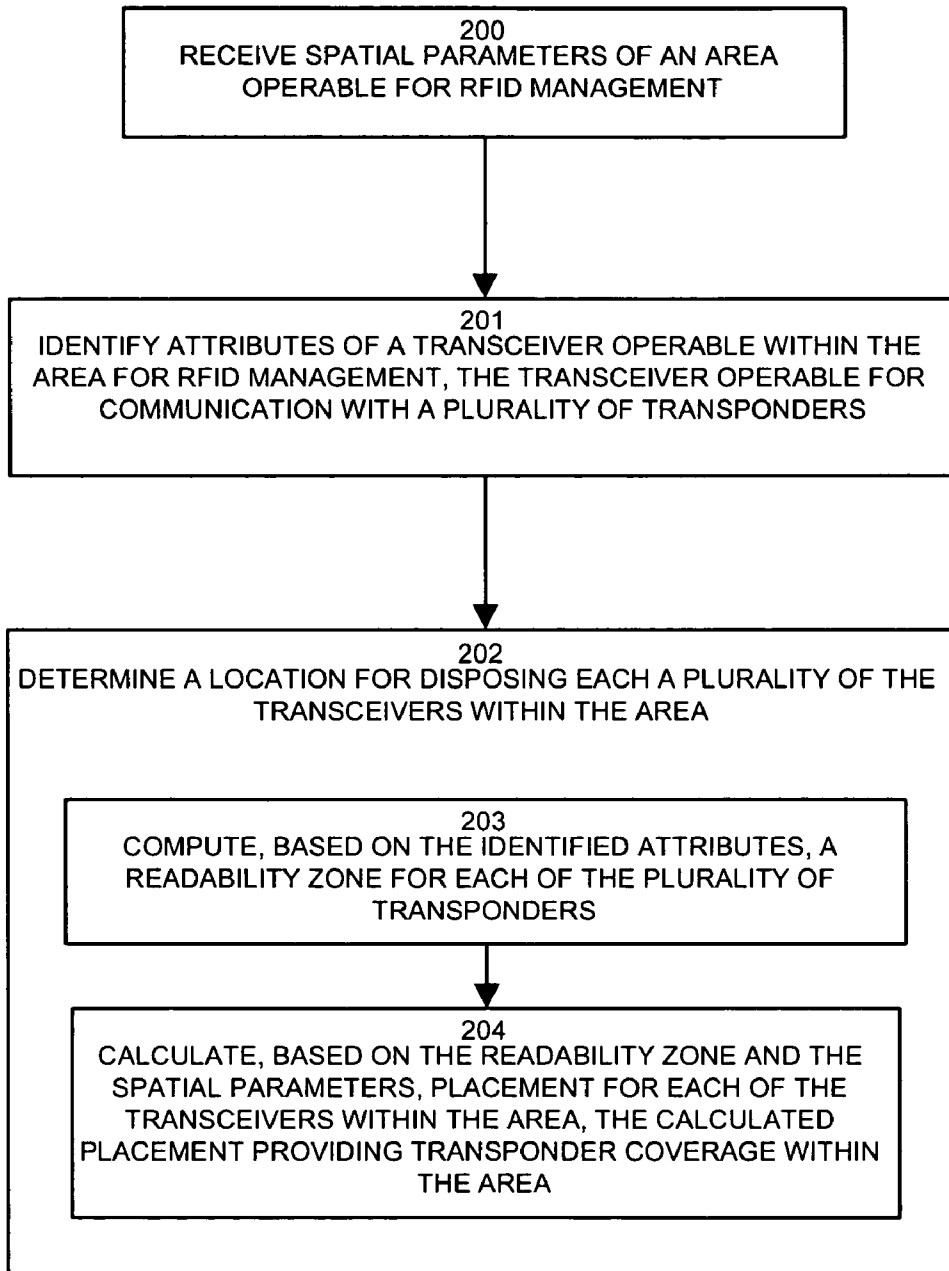 200
RECEIVE SPATIAL PARAMETERS OF AN AREA
OPERABLE FOR RFID MANAGEMENT
201
IDENTIFY ATTRIBUTES OF A TRANSCEIVER OPERABLE WITHIN THE
AREA FOR RFID MANAGEMENT, THE TRANSCEIVER OPERABLE FOR
COMMUNICATION WITH A PLURALITY OF TRANSPONDERS
202
DETERMINE A LOCATION FOR DISPOSING EACH A PLURALITY OF THE
TRANSCEIVERS WITHIN THE AREA
203
COMPUTE, BASED ON THE IDENTIFIED ATTRIBUTES, A
READABILITY ZONE FOR EACH OF THE PLURALITY OF
TRANSPONDERS
204
CALCULATE, BASED ON THE READABILITY ZONE AND THE
SPATIAL PARAMETERS, PLACEMENT FOR EACH OF THE
TRANSCEIVERS WITHIN THE AREA, THE CALCULATED
PLACEMENT PROVIDING TRANSPONDER COVERAGE WITHIN
THE AREA